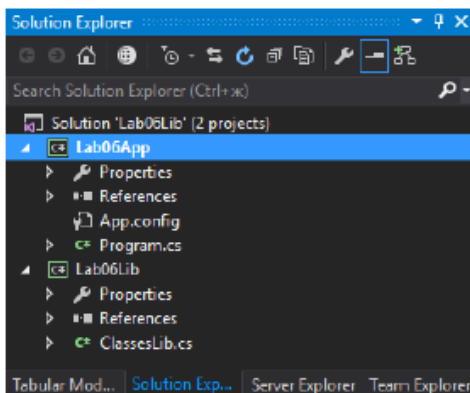 Solution Explorer
Search Solution Explorer (Ctrl+ж)
Solution 'Lab06Lib' (2 projects)
C# Lab06App
Properties
References
App.config
C# Program.cs
C# Lab06Lib
Properties
References
C# ClassesLib.cs
Tabular Mod... Solution Exp... Server Explorer Team Explorer